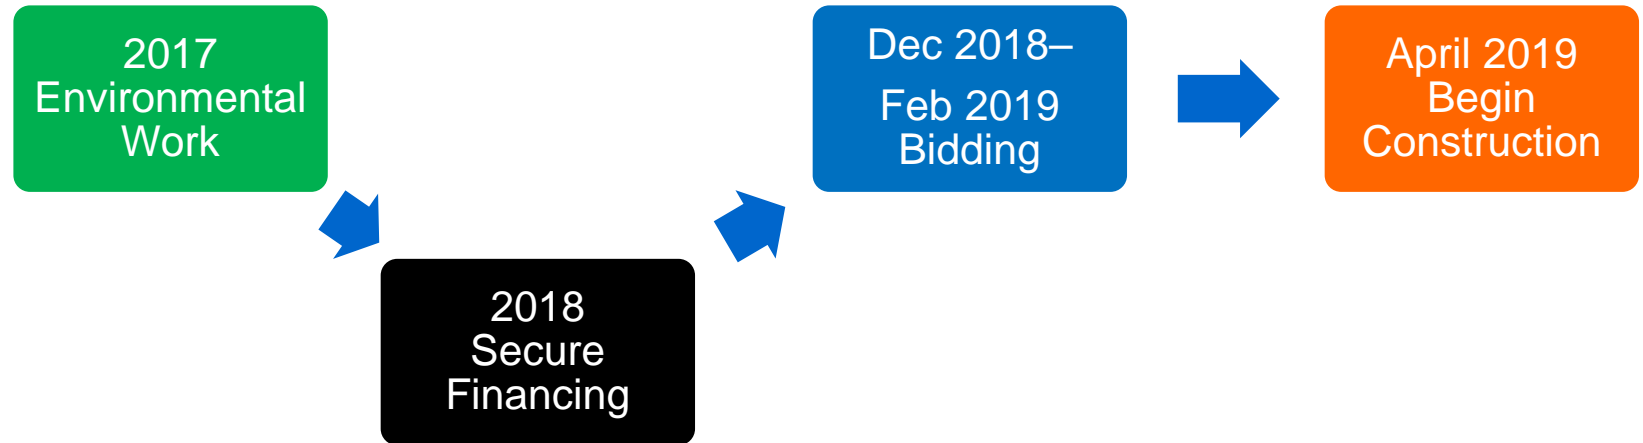 2017
Environmental
Work
2018
Secure
Financing
Dec 2018–
Feb 2019
Bidding
April 2019
Begin
Construction